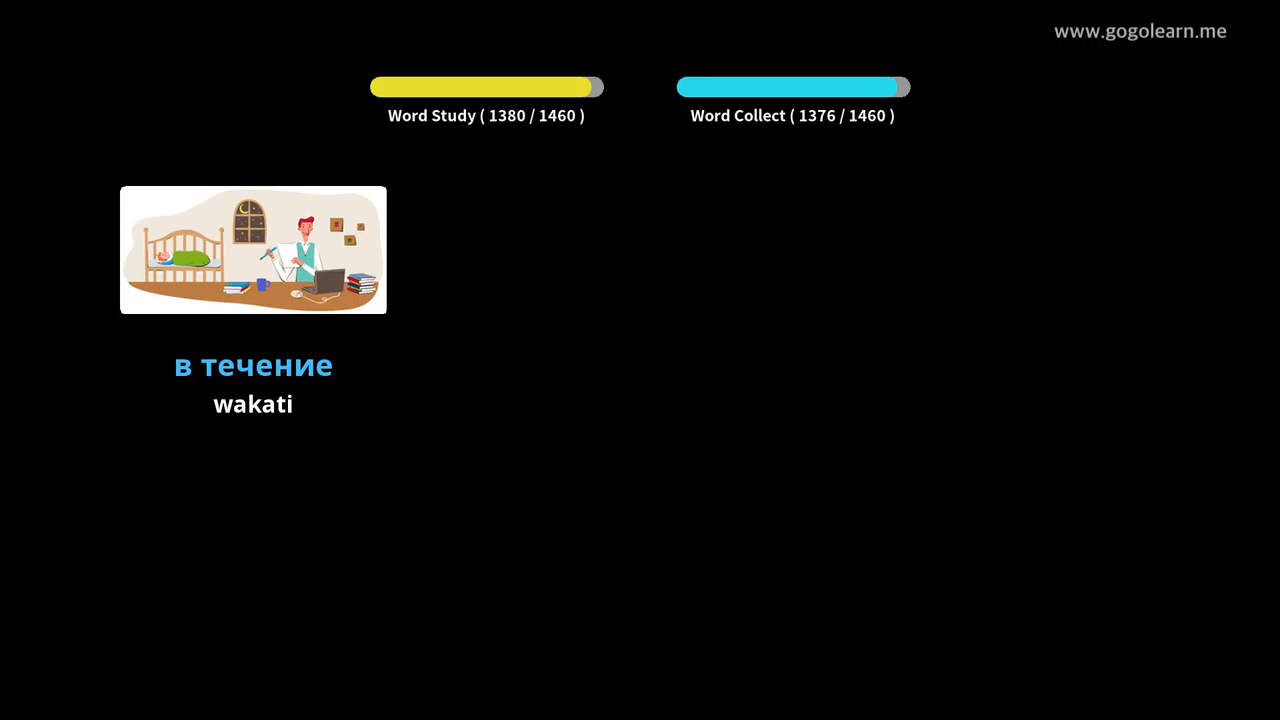 www.gogolearn.me
Word Study ( 1380 / 1460 )
Word Collect ( 1376 / 1460 )
в течение
wakati